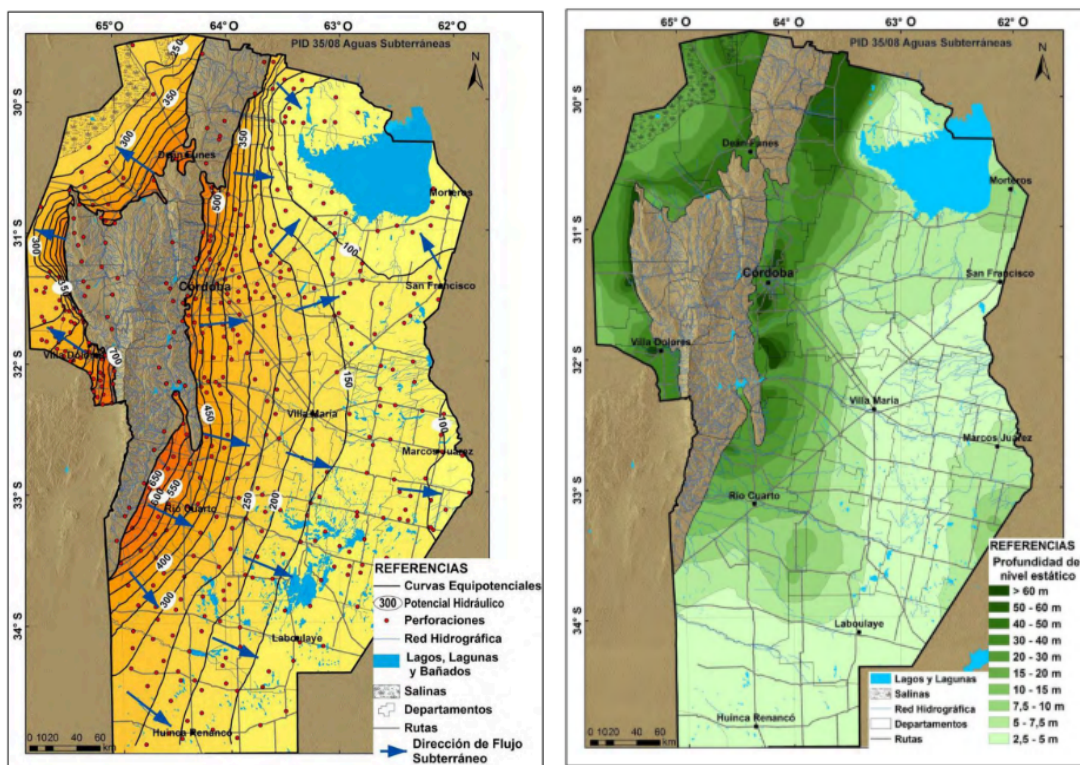 65° O
64° O
63° O
62° O
PID 35/08 Aguas Subterráneas
N
30° S
31° S
32° S
33° S
34° S
250
350
300
350
Deán Funes
500
Morteros
300
100
350
Córdoba
San Francisco
Villa Dolores
700
150
450
Villa María
100
Marcos Juárez
650
600
550
250
200
Río Cuarto
400
300
Laboulaye
Huinca Renancó
0 10 20 40 60
km
REFERENCIAS
Curvas Equipotenciales
300 Potencial Hidráulico
Perforaciones
Red Hidrográfica
Lagos, Lagunas
y Bañados
Salinas
Departamentos
Rutas
Dirección de Flujo
Subterráneo
65° O
64° O
63° O
62° O
PID 35/08 Aguas Subterráneas
N
30° S
31° S
32° S
33° S
34° S
Deán Funes
Morteros
Córdoba
San Francisco
Villa Dolores
Villa María
Marcos Juárez
Río Cuarto
Laboulaye
Huinca Renancó
0 10 20 40 60
km
Lagos y Lagunas
Salinas
Red Hidrográfica
Departamentos
Rutas
REFERENCIAS
Profundidad de
nivel estático
> 60 m
50 - 60 m
40 - 50 m
30 - 40 m
20 - 30 m
15 - 20 m
10 - 15 m
7,5 - 10 m
5 - 7,5 m
2,5 - 5 m